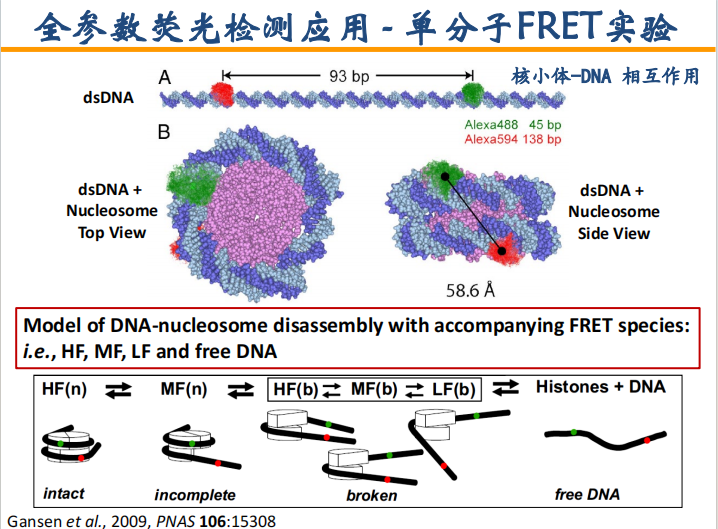 全参数荧光检测应用 - 单分子FRET实验
核小体-DNA 相互作用
A
93 bp
dsDNA
Alexa488 45 bp
Alexa594 138 bp
B
dsDNA +
Nucleosome
Top View
dsDNA +
Nucleosome
Side View
58.6 Å
Model of DNA-nucleosome disassembly with accompanying FRET species:
i.e., HF, MF, LF and free DNA
HF(n) ⇌ MF(n) ⇌ HF(b) ⇌ MF(b) ⇌ LF(b) ⇌ Histones + DNA
intact incomplete broken free DNA
Gansen et al., 2009, PNAS 106:15308